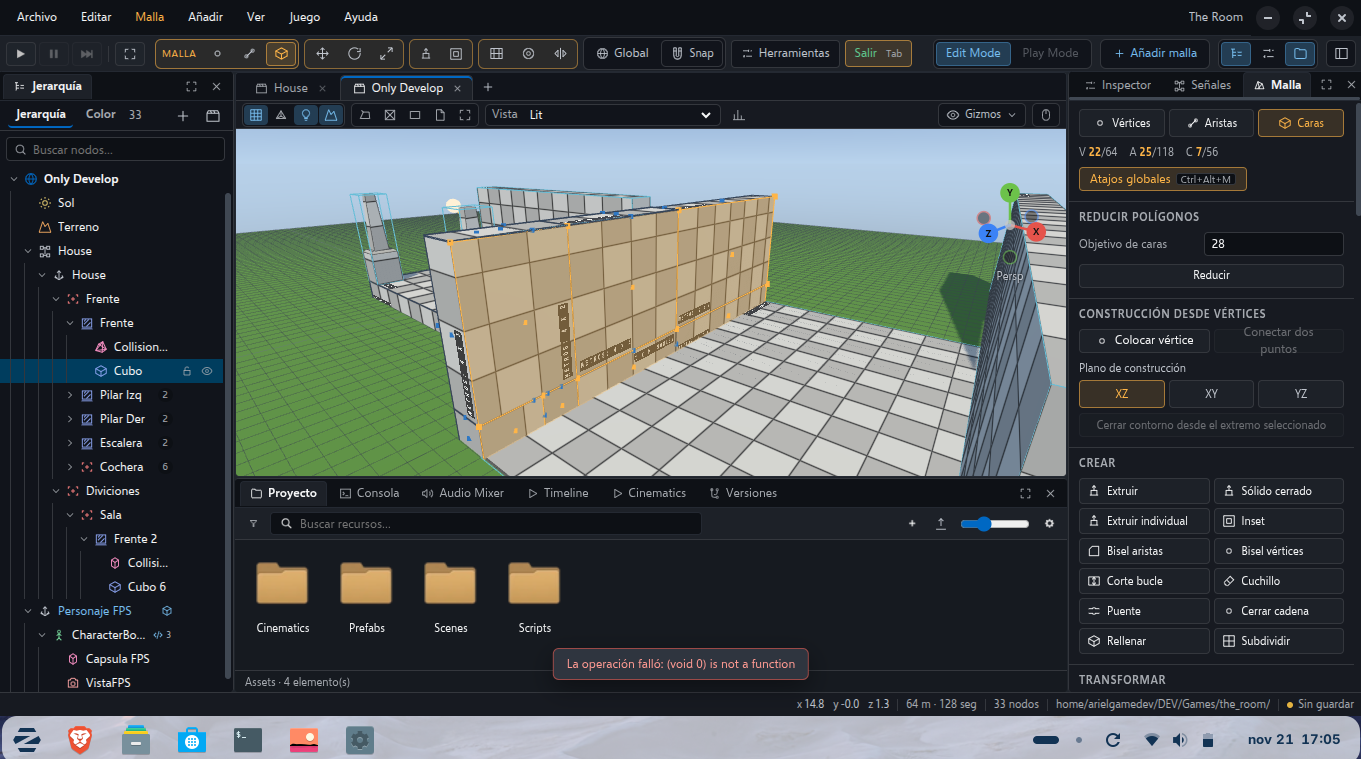 Archivo Editar Malla Añadir Ver Juego Ayuda The Room
MALLA Global Snap Herramientas Salir Tab Edit Mode Play Mode + Añadir malla
Jerarquía
Jerarquía Color 33
Buscar nodos...
Only Develop
Sol
Terreno
House
House
Frente
Frente
Collision...
Cubo
Pilar Izq 2
Pilar Der 2
Escalera 2
Cochera 6
Diviciones
Sala
Frente 2
Collisi...
Cubo 6
Personaje FPS
CharacterBo... 3
Capsula FPS
VistaFPS
House Only Develop
Vista Lit Gizmos
Y
Z
X
Persp
Proyecto Consola Audio Mixer Timeline Cinematics Versiones
Buscar recursos...
Cinematics Prefabs Scenes Scripts
La operación falló: (void 0) is not a function
Assets · 4 elemento(s)
Inspector Señales Malla
Vértices Aristas Caras
V 22/64 A 25/118 C 7/56
Atajos globales Ctrl+Alt+M
REDUCIR POLÍGONOS
Objetivo de caras 28
Reducir
CONSTRUCCIÓN DESDE VÉRTICES
Colocar vértice Conectar dos puntos
Plano de construcción
XZ XY YZ
Cerrar contorno desde el extremo seleccionado
CREAR
Extruir Sólido cerrado
Extruir individual Inset
Bisel aristas Bisel vértices
Corte bucle Cuchillo
Puente Cerrar cadena
Rellenar Subdividir
TRANSFORMAR
x 14.8 y -0.0 z 1.3 64 m · 128 seg 33 nodos home/arielgamedev/DEV/Games/the_room/ Sin guardar
nov 21 17:05